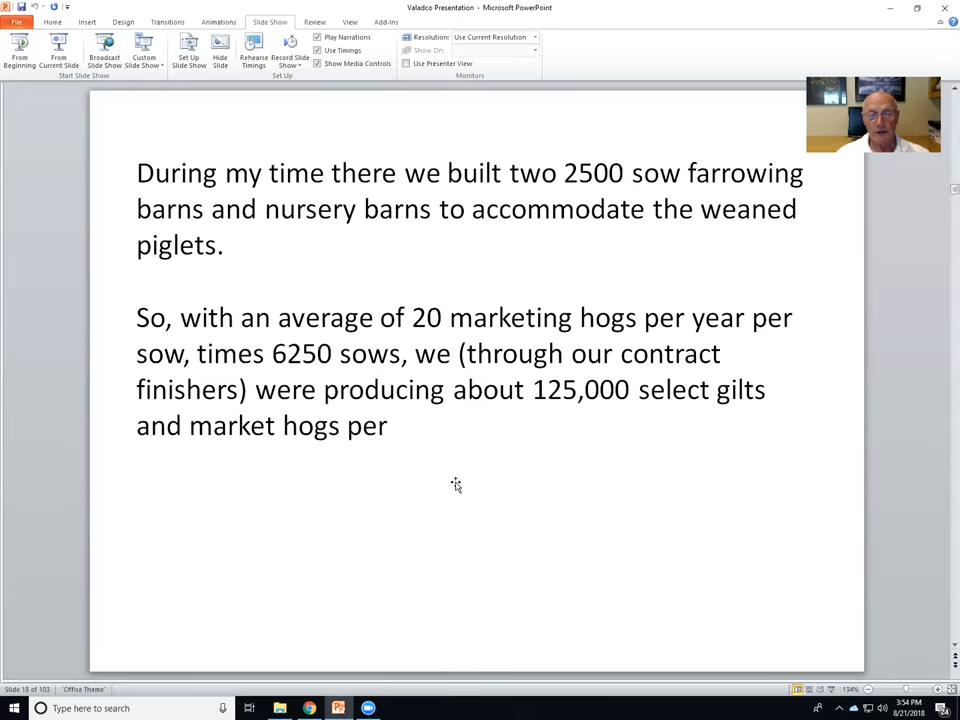 Valadco Presentation - Microsoft PowerPoint
File Home Insert Design Transitions Animations Slide Show Review View Add-Ins
From Beginning
From Current Slide
Broadcast Slide Show
Custom Slide Show
Start Slide Show
Set Up Slide Show
Hide Slide
Rehearse Timings
Record Slide Show
Play Narrations
Use Timings
Show Media Controls
Set Up
Resolution: Use Current Resolution
Show On:
Use Presenter View
Monitors
During my time there we built two 2500 sow farrowing
barns and nursery barns to accommodate the weaned
piglets.
So, with an average of 20 marketing hogs per year per
sow, times 6250 sows, we (through our contract
finishers) were producing about 125,000 select gilts
and market hogs per
Slide 18 of 103 "Office Theme" 134%
Type here to search
3:54 PM
8/21/2018
24